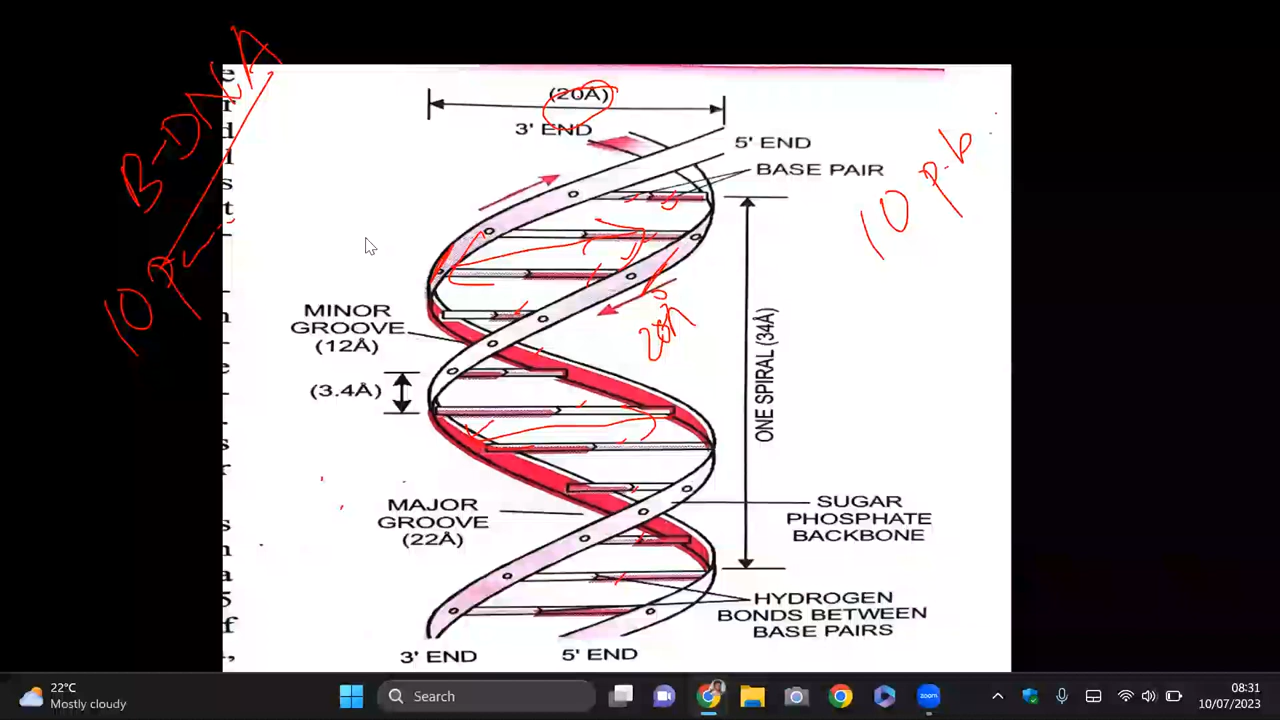 B-DNA
(20Å)
3' END
5' END
BASE PAIR
10 p.b
MINOR
GROOVE
(12Å)
(3.4Å)
ONE SPIRAL (34Å)
MAJOR
GROOVE
(22Å)
SUGAR
PHOSPHATE
BACKBONE
HYDROGEN
BONDS BETWEEN
BASE PAIRS
3' END
5' END
22°C
Mostly cloudy
Search
zoom
08:31
10/07/2023